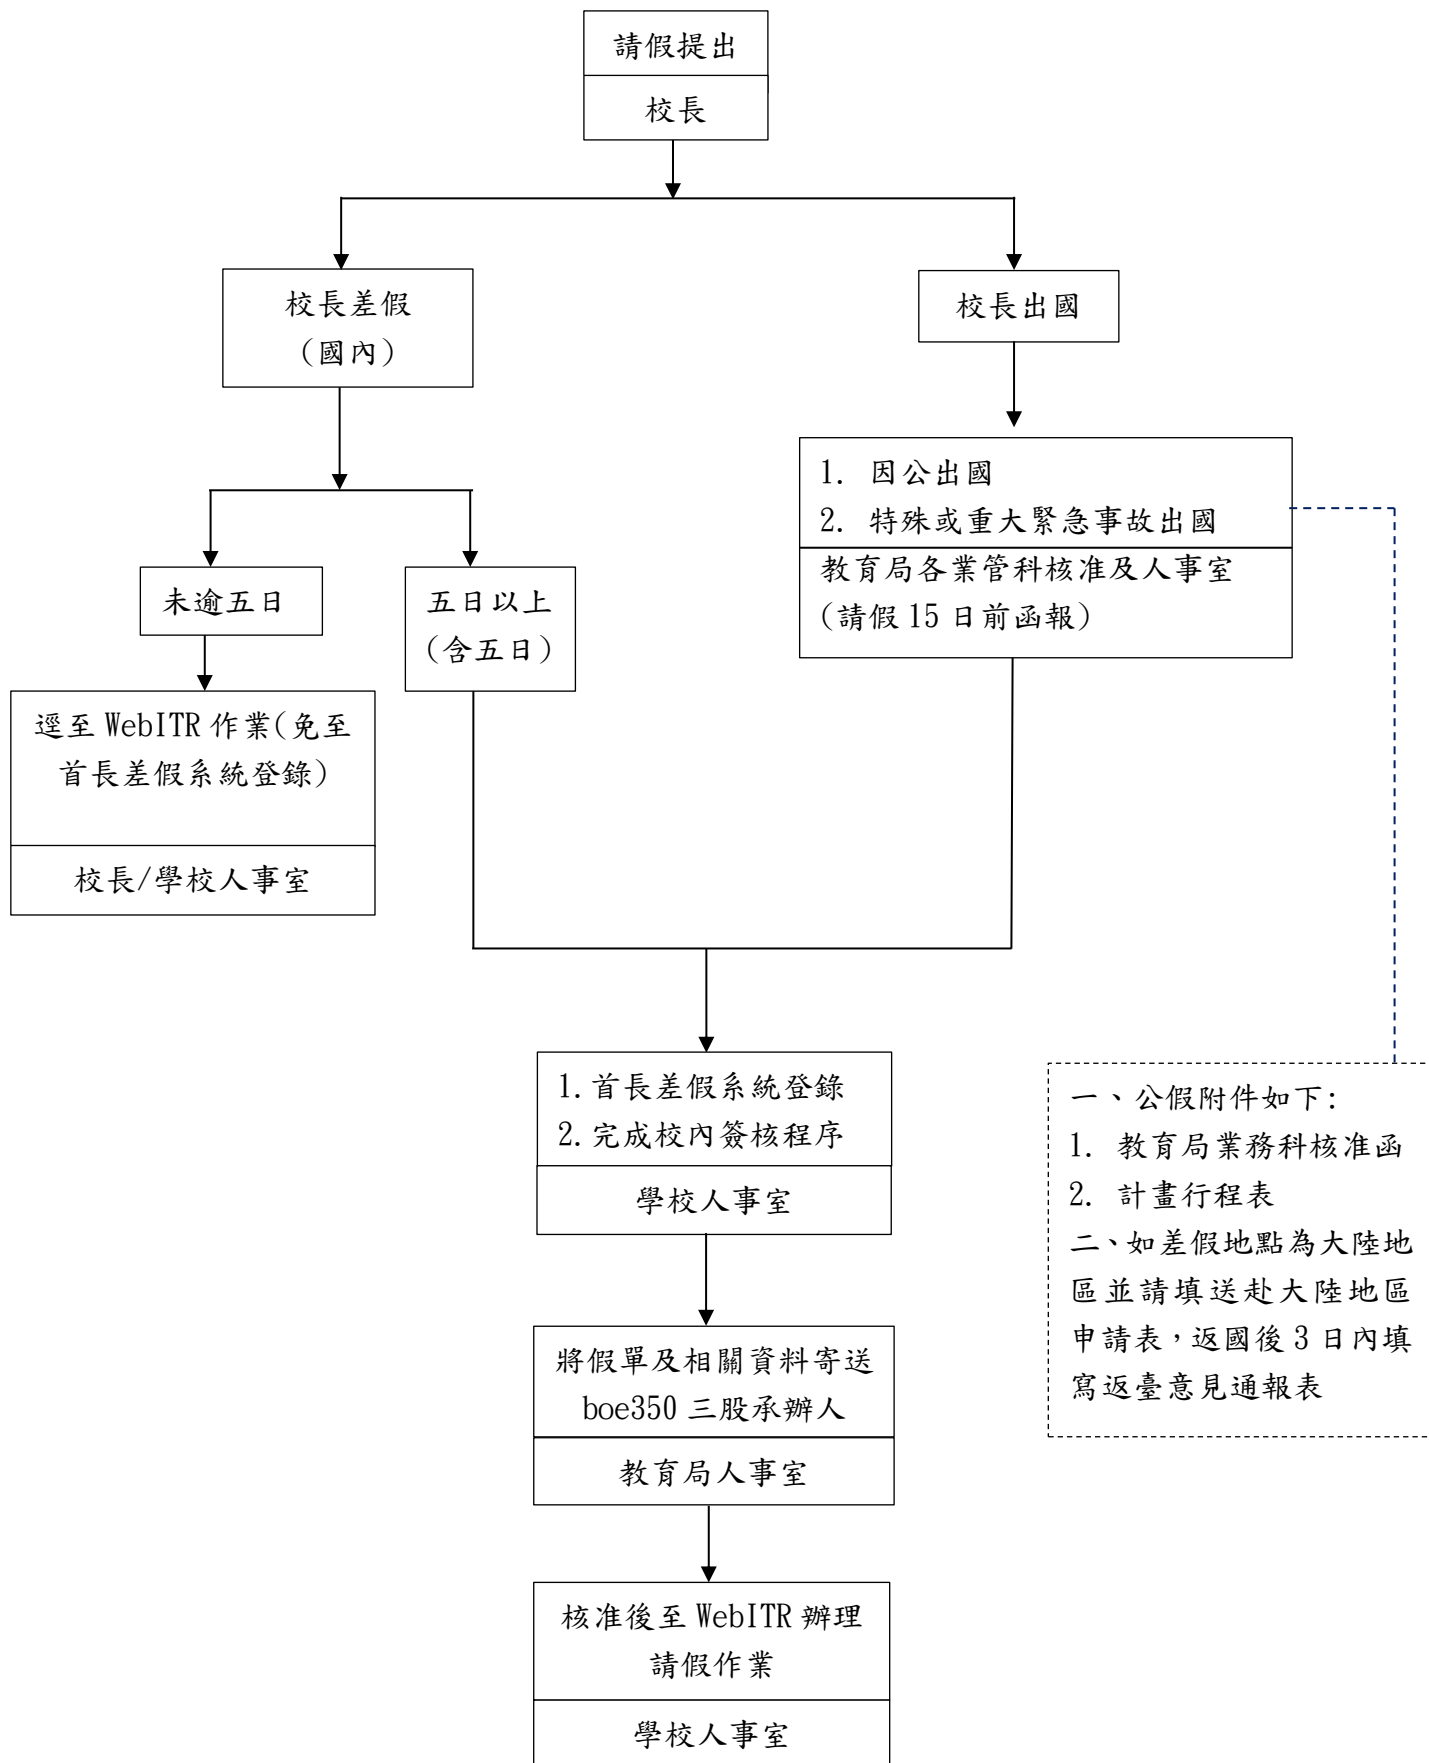 請假提出
校長
校長差假
(國內)
校長出國
1. 因公出國
2. 特殊或重大緊急事故出國
教育局各業管科核准及人事室
(請假15日前函報)
未逾五日
五日以上
(含五日)
逕至WebITR作業(免至
首長差假系統登錄)
校長/學校人事室
1.首長差假系統登錄
2.完成校內簽核程序
學校人事室
一、公假附件如下:
1. 教育局業務科核准函
2. 計畫行程表
二、如差假地點為大陸地
區並請填送赴大陸地區
申請表，返國後3日內填
寫返臺意見通報表
將假單及相關資料寄送
boe350三股承辦人
教育局人事室
核准後至WebITR辦理
請假作業
學校人事室